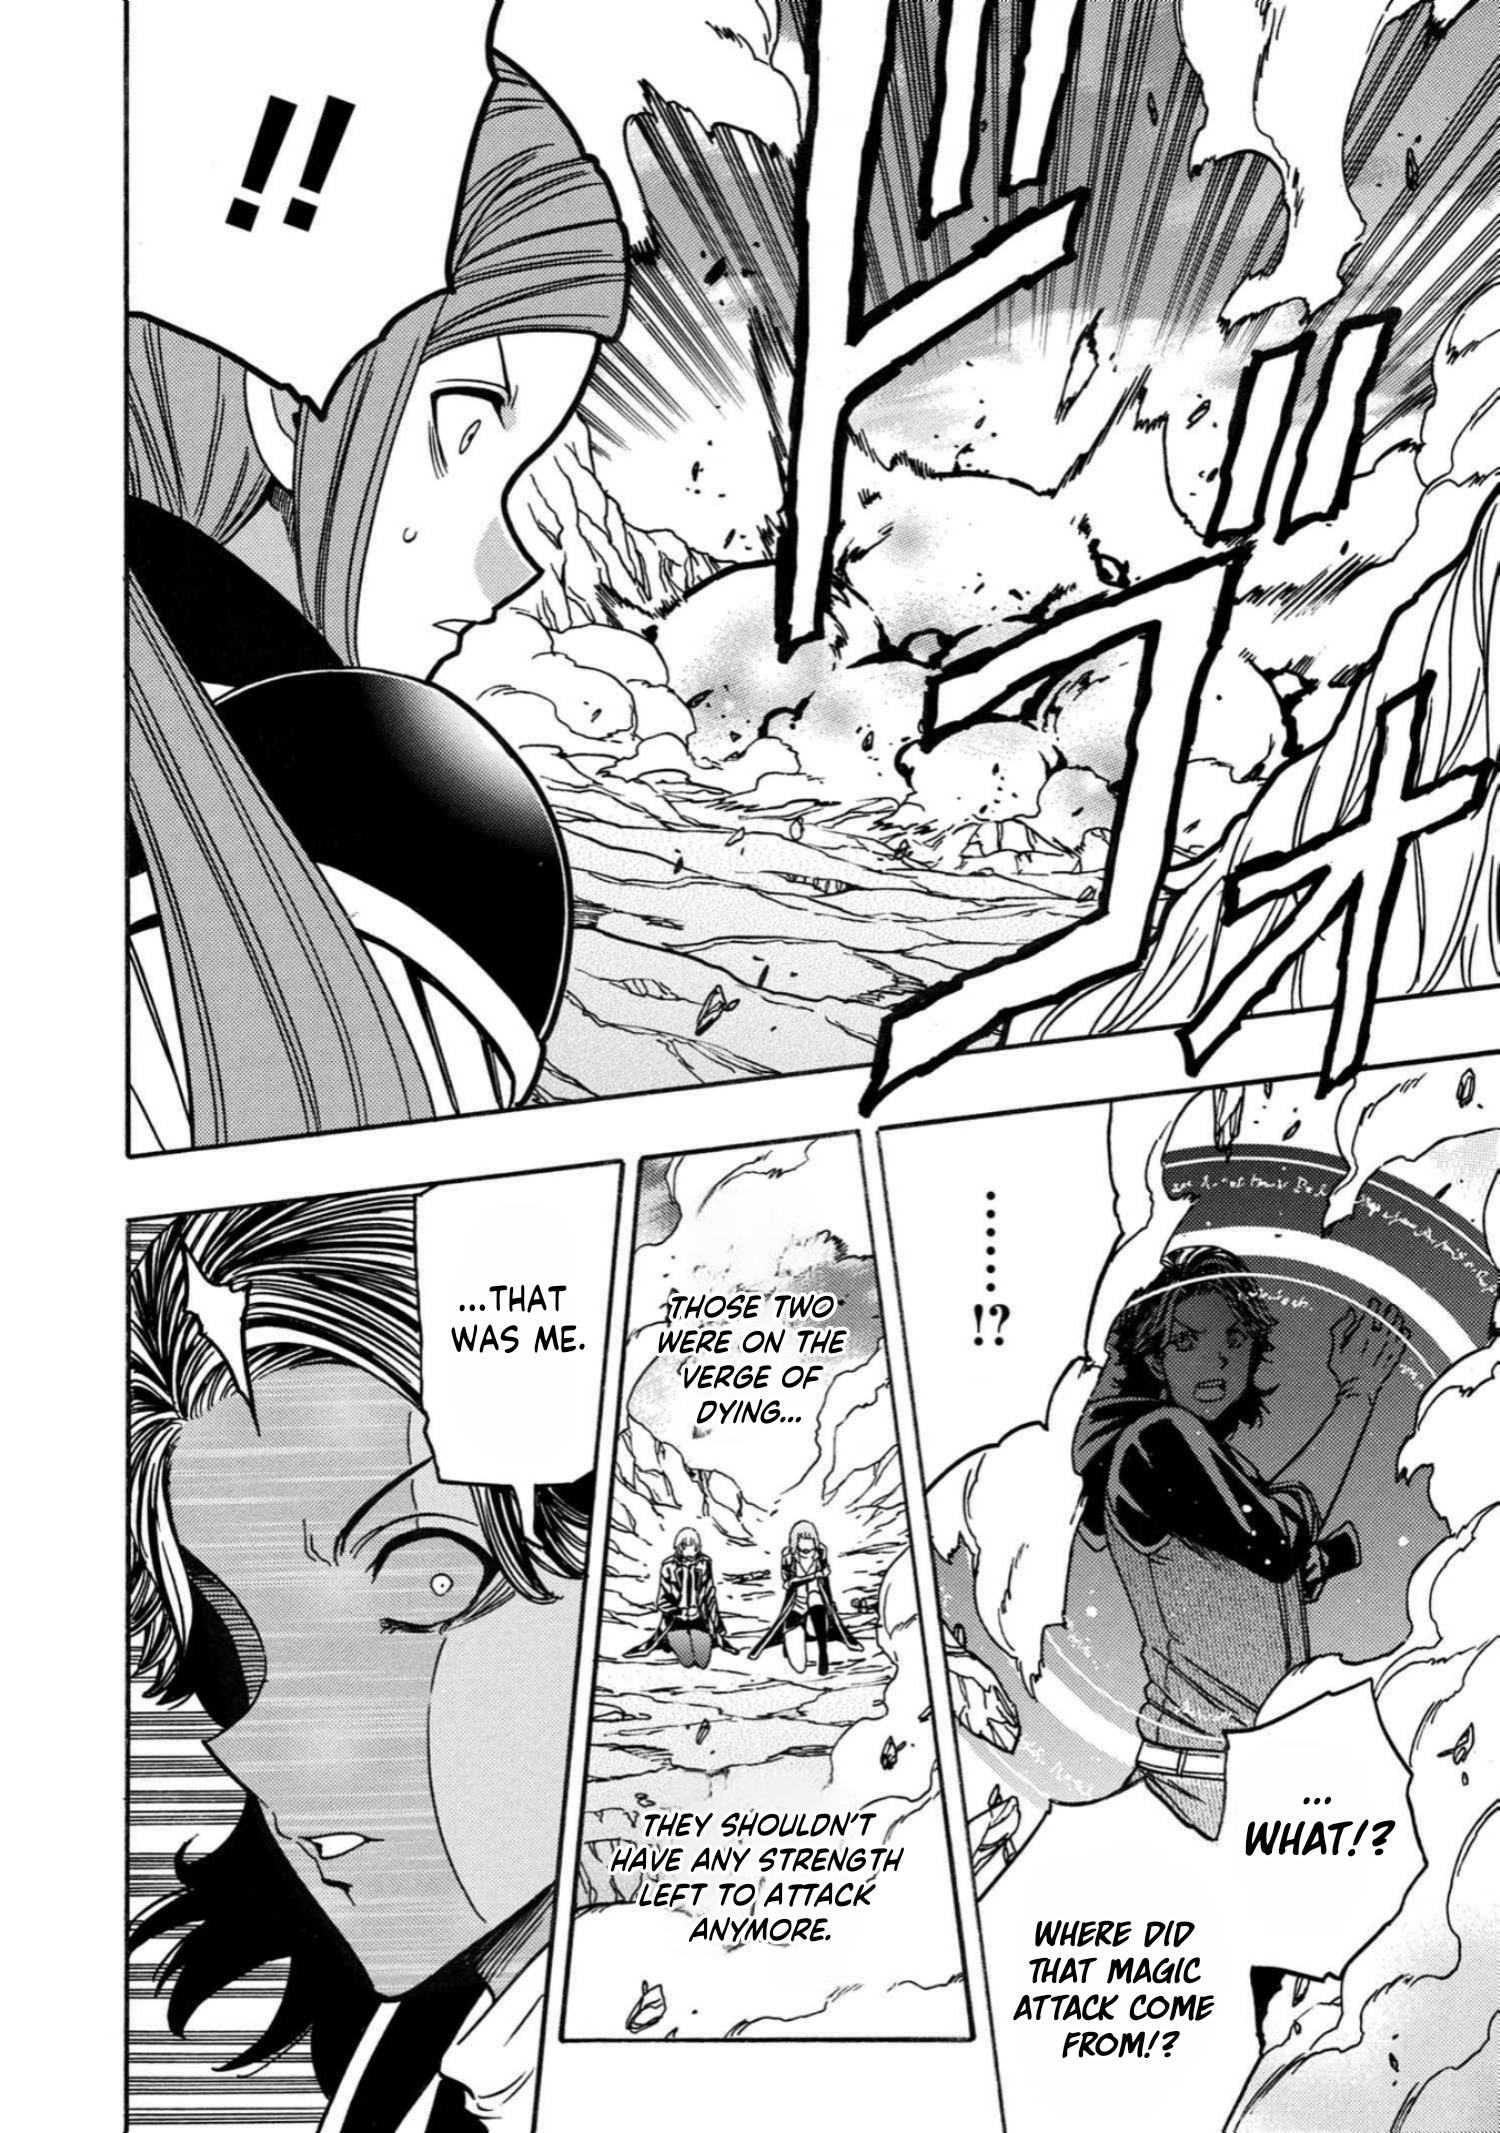 ドゴオ
!!
……!?
...
WHAT!?
WHERE DID
THAT MAGIC
ATTACK COME
FROM!?
THOSE TWO
WERE ON THE
VERGE OF
DYING...
THEY SHOULDN'T
HAVE ANY STRENGTH
LEFT TO ATTACK
ANYMORE.
...THAT
WAS ME.